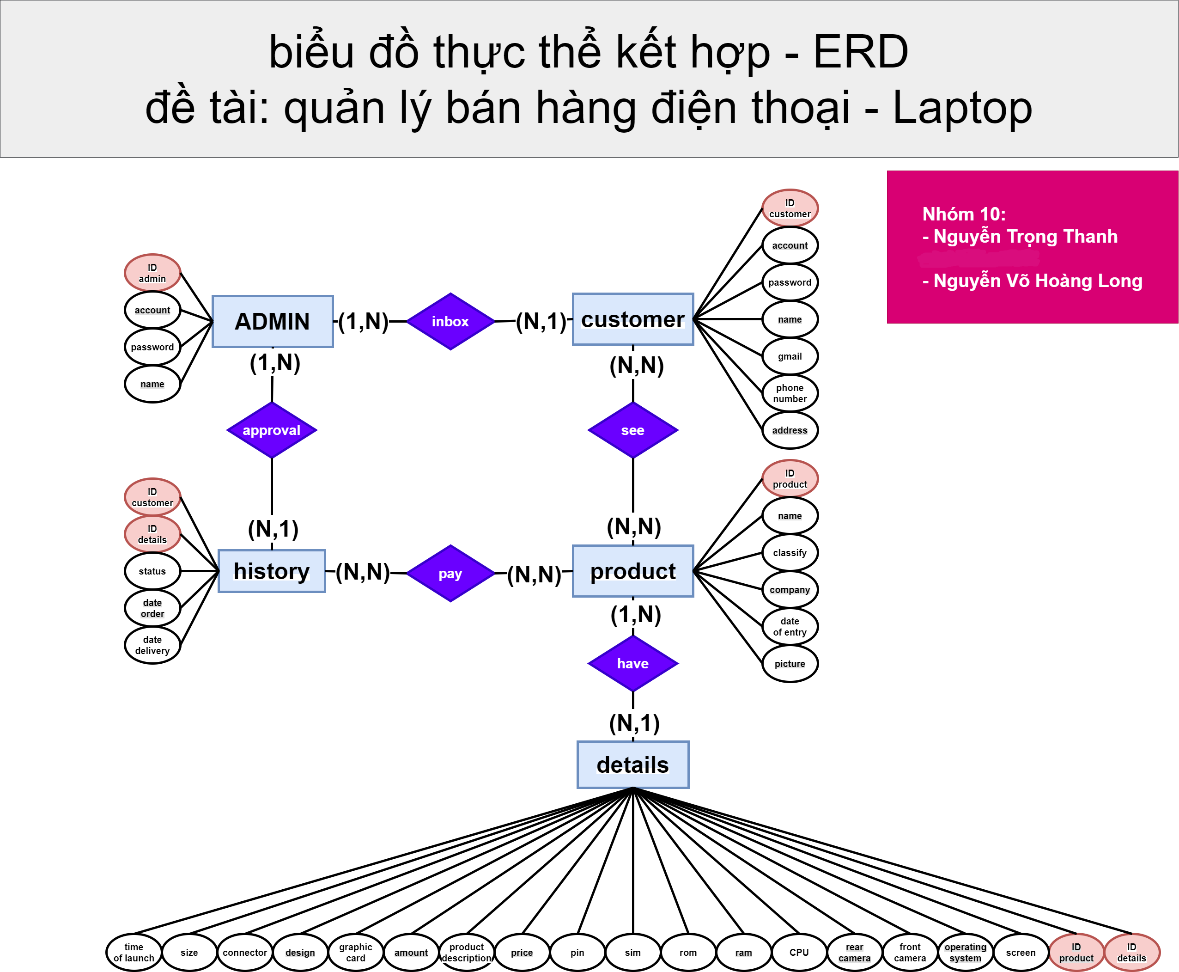 biểu đồ thực thể kết hợp - ERD
đề tài: quản lý bán hàng điện thoại - Laptop
Nhóm 10:
- Nguyễn Trọng Thanh
- Nguyễn Võ Hoàng Long
ID
admin
account
password
name
ADMIN
(1,N)
inbox
(N,1)
customer
ID
customer
account
password
name
gmail
phone
number
address
(1,N)
approval
(N,1)
(N,N)
see
(N,N)
ID
customer
ID
details
status
date
order
date
delivery
history
(N,N)
pay
(N,N)
product
ID
product
name
classify
company
date
of entry
picture
(1,N)
have
(N,1)
details
time
of launch
size
connector
design
graphic
card
amount
product
description
price
pin
sim
rom
ram
CPU
rear
camera
front
camera
operating
system
screen
ID
product
ID
details